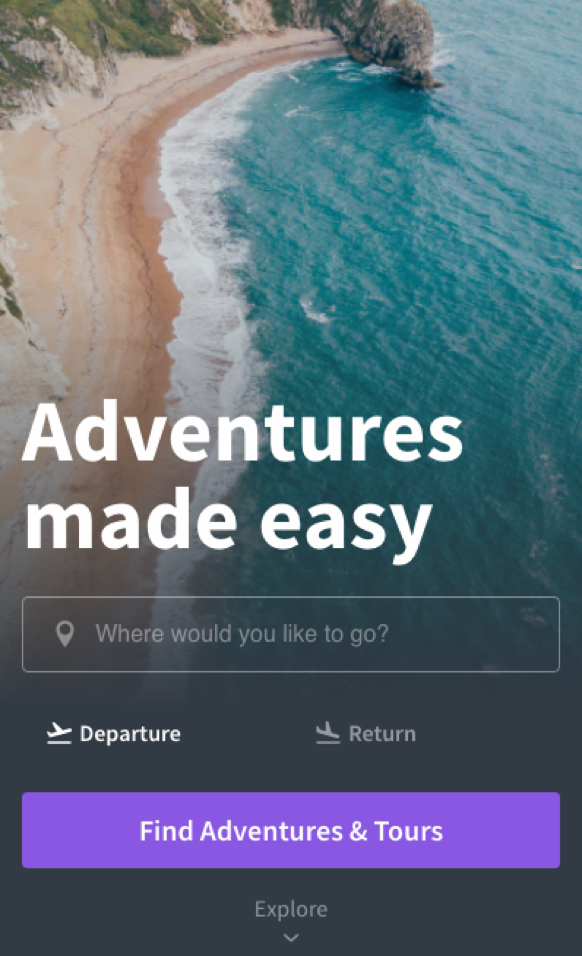 Adventures
made easy
Where would you like to go?
Departure
Return
Find Adventures & Tours
Explore